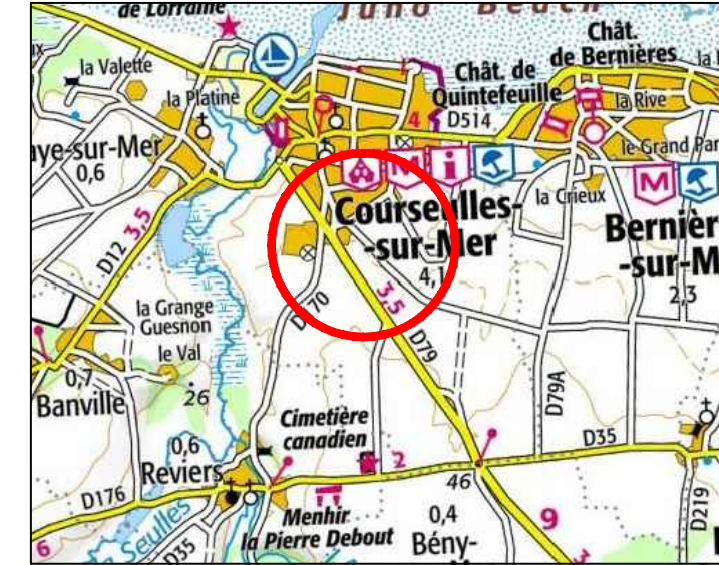 de Lorraine
Juno Beach
la Valette
la Platine
Chât. de
Quintefeuille
Chât.
de Bernières
la Rive
D514
4
aye-sur-Mer
0,6
le Grand Par
M
i
M
la Crieux
Courseulles-
-sur-Mer
4,1
Bernièr
-sur-M
2,3
D12
3,5
3,5
D79
D79A
la Grange
Guesnon
le Val
26
0,7
Banville
Cimetière
canadien
2
D35
0,6
Reviers
D176
46
Menhir
la Pierre Debout
0,4
Bény-
9
D219
6
Seulles
D35
3